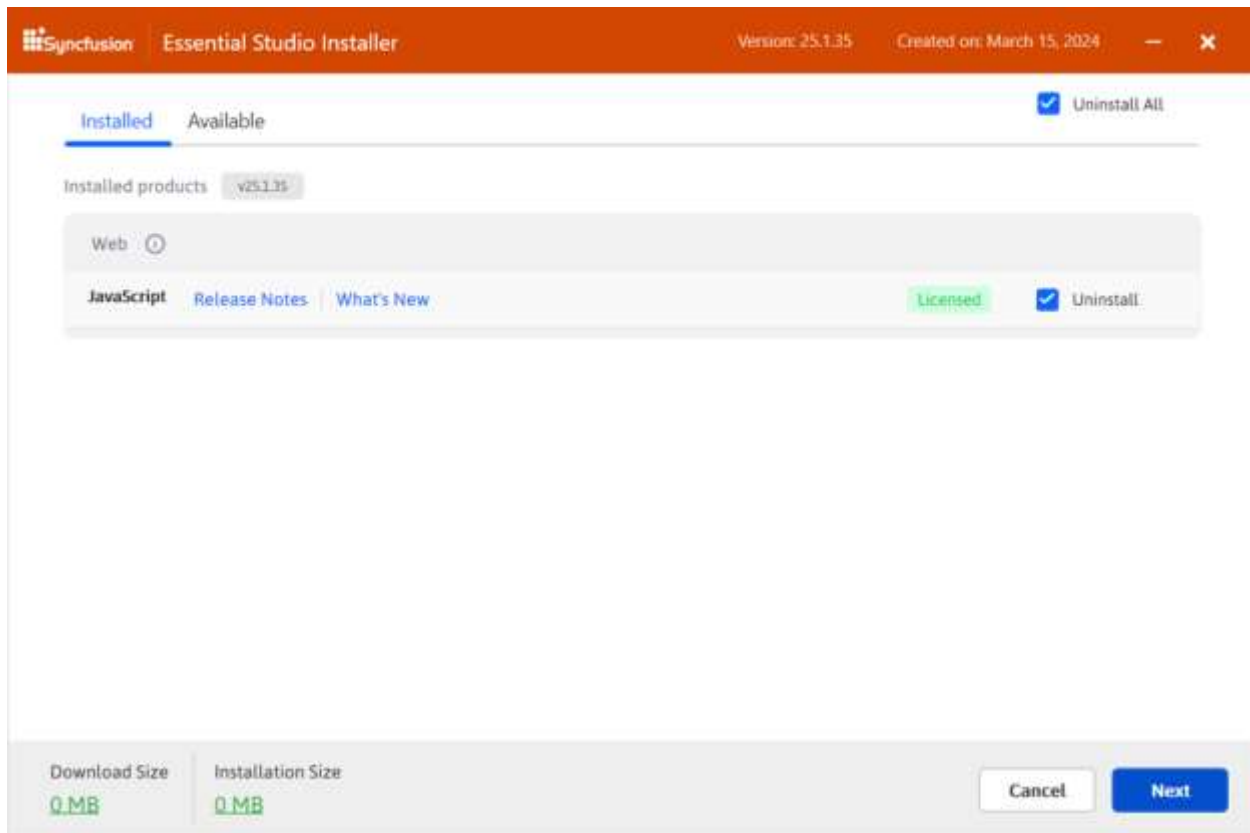 Syncfusion Essential Studio Installer Version: 25.1.35 Created on: March 15, 2024
Installed Available Uninstall All
Installed products v25.1.35
Web
JavaScript Release Notes What's New Licensed Uninstall
Download Size Installation Size
0 MB 0 MB
Cancel Next